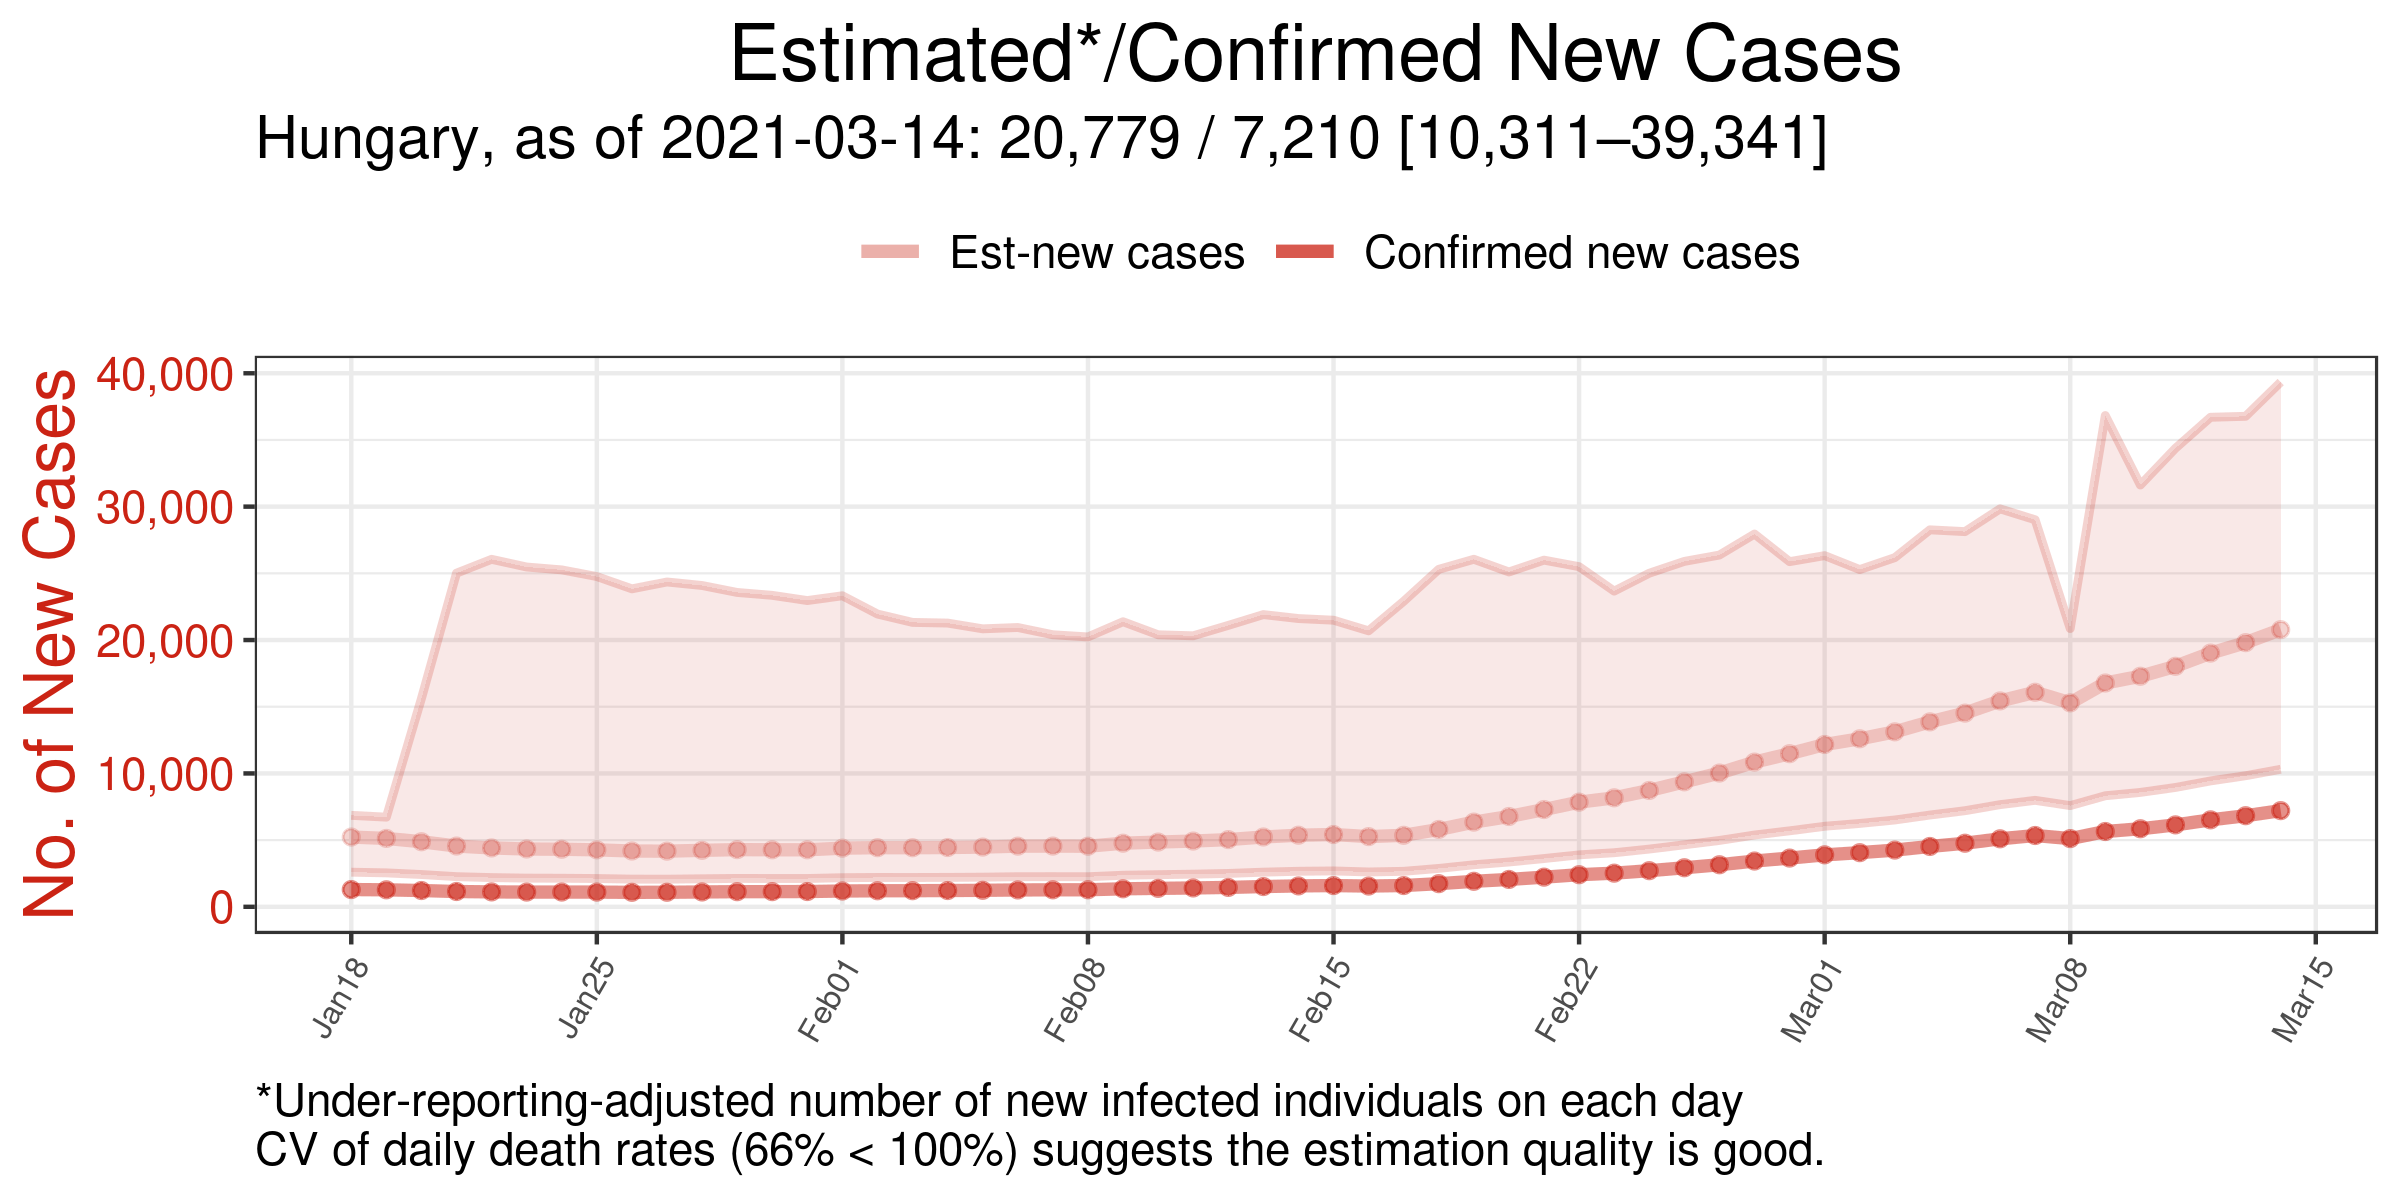 Estimated*/Confirmed New Cases
Hungary, as of 2021-03-14: 20,779 / 7,210 [10,311–39,341]
Est-new cases
Confirmed new cases
No. of New Cases
40,000
30,000
20,000
10,000
0
Jan18
Jan25
Feb01
Feb08
Feb15
Feb22
Mar01
Mar08
Mar15
*Under-reporting-adjusted number of new infected individuals on each day
CV of daily death rates (66% < 100%) suggests the estimation quality is good.